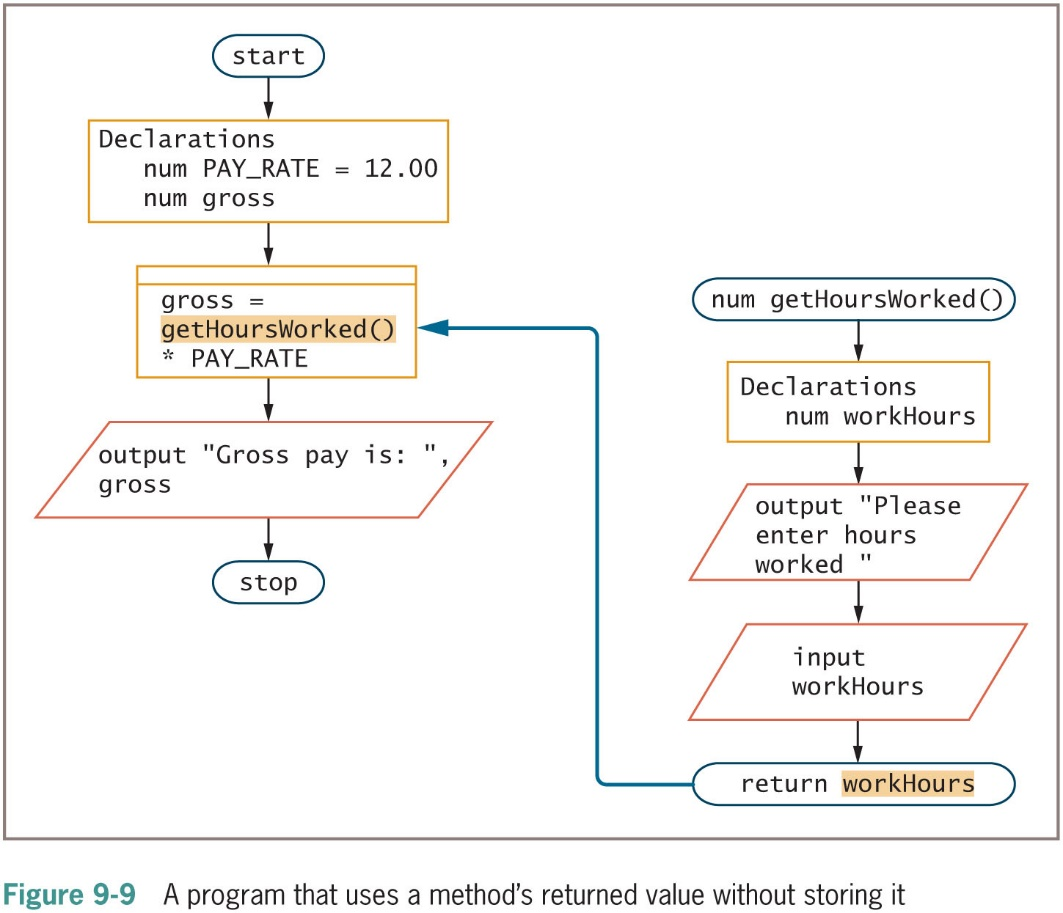 start
Declarations
num PAY_RATE = 12.00
num gross
gross =
getHoursWorked()
* PAY_RATE
output "Gross pay is: ",
gross
stop
num getHoursWorked()
Declarations
num workHours
output "Please
enter hours
worked "
input
workHours
return workHours
Figure 9-9 A program that uses a method’s returned value without storing it